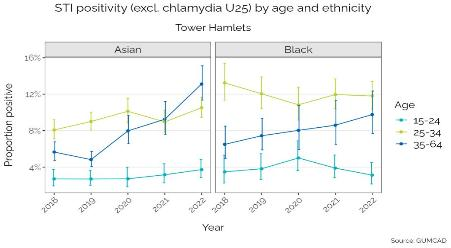 STI positivity (excl. chlamydia U25) by age and ethnicity
Tower Hamlets
Asian
Black
Proportion positive
16%
12%
8%
4%
2018
2019
2020
2021
2022
2018
2019
2020
2021
2022
Year
Age
15-24
25-34
35-64
Source: GUMCAD